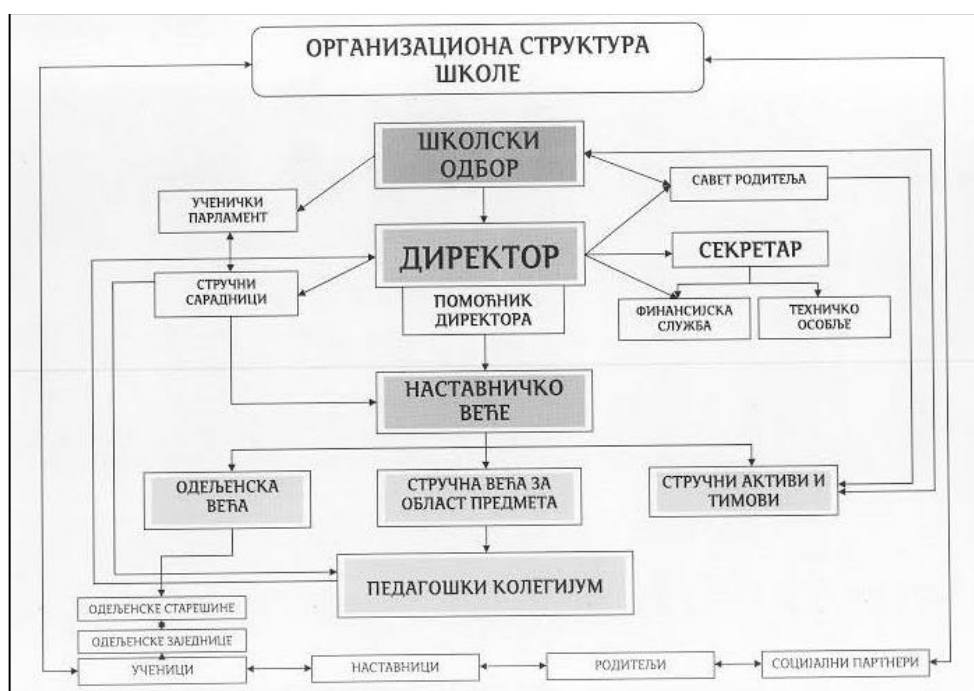 ОРГАНИЗАЦИОНА СТРУКТУРА
ШКОЛЕ
ШКОЛСКИ
ОДБОР
САВЕТ РОДИТЕЉА
УЧЕНИЧКИ
ПАРЛАМЕНТ
ДИРЕКТОР
СЕКРЕТАР
СТРУЧНИ
САРАДНИЦИ
ПОМОЋНИК
ДИРЕКТОРА
ФИНАНСИЈСКА
СЛУЖБА
ТЕХНИЧКО
ОСОБЉЕ
НАСТАВНИЧКО
ВЕЋЕ
ОДЕЉЕНСКА
ВЕЋА
СТРУЧНА ВЕЋА ЗА
ОБЛАСТ ПРЕДМЕТА
СТРУЧНИ АКТИВИ И
ТИМОВИ
ПЕДАГОШКИ КОЛЕГИЈУМ
ОДЕЉЕНСКЕ СТАРЕШИНЕ
ОДЕЉЕНСКЕ ЗАЈЕДНИЦЕ
УЧЕНИЦИ
НАСТАВНИЦИ
РОДИТЕЉИ
СОЦИЈАЛНИ ПАРТНЕРИ